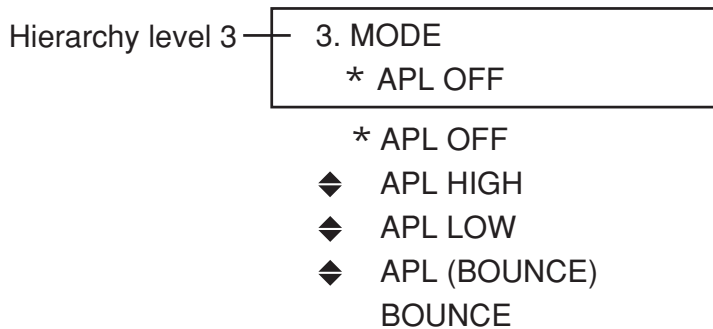 Hierarchy level 3
3. MODE
* APL OFF
* APL OFF
APL HIGH
APL LOW
APL (BOUNCE)
BOUNCE